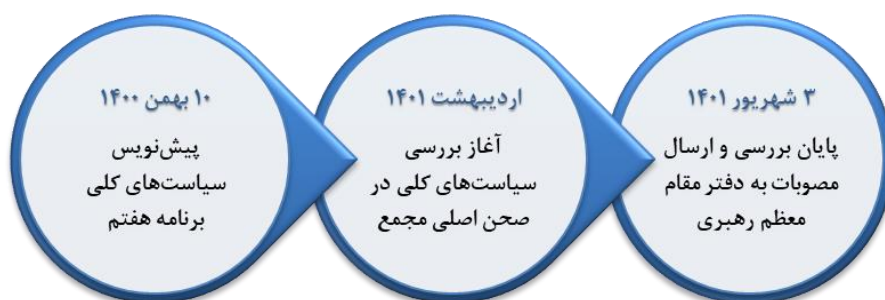 ۱۰ بهمن ۱۴۰۰
پیش‌نویس
سیاست‌های کلی
برنامه هفتم
اردیبهشت ۱۴۰۱
آغاز بررسی
سیاست‌های کلی در
صحن اصلی مجمع
۳ شهریور ۱۴۰۱
پایان بررسی و ارسال
مصوبات به دفتر مقام
معظم رهبری